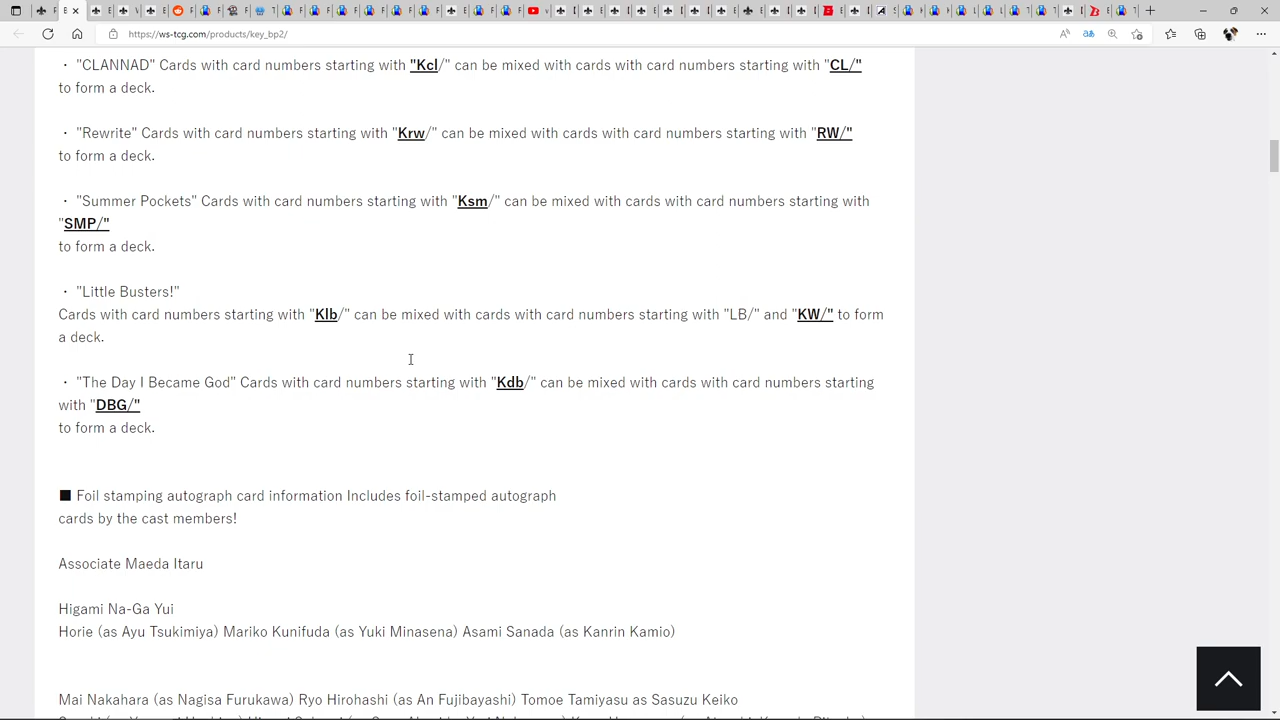 https://ws-tcg.com/products/key_bp2/
・ "CLANNAD" Cards with card numbers starting with "Kcl/" can be mixed with cards with card numbers starting with "CL/"
to form a deck.
・ "Rewrite" Cards with card numbers starting with "Krw/" can be mixed with cards with card numbers starting with "RW/"
to form a deck.
・ "Summer Pockets" Cards with card numbers starting with "Ksm/" can be mixed with cards with card numbers starting with
"SMP/"
to form a deck.
・ "Little Busters!"
Cards with card numbers starting with "Klb/" can be mixed with cards with card numbers starting with "LB/" and "KW/" to form
a deck.
・ "The Day I Became God" Cards with card numbers starting with "Kdb/" can be mixed with cards with card numbers starting
with "DBG/"
to form a deck.
■ Foil stamping autograph card information Includes foil-stamped autograph
cards by the cast members!
Associate Maeda Itaru
Higami Na-Ga Yui
Horie (as Ayu Tsukimiya) Mariko Kunifuda (as Yuki Minasena) Asami Sanada (as Kanrin Kamio)
Mai Nakahara (as Nagisa Furukawa) Ryo Hirohashi (as An Fujibayashi) Tomoe Tamiyasu as Sasuzu Keiko